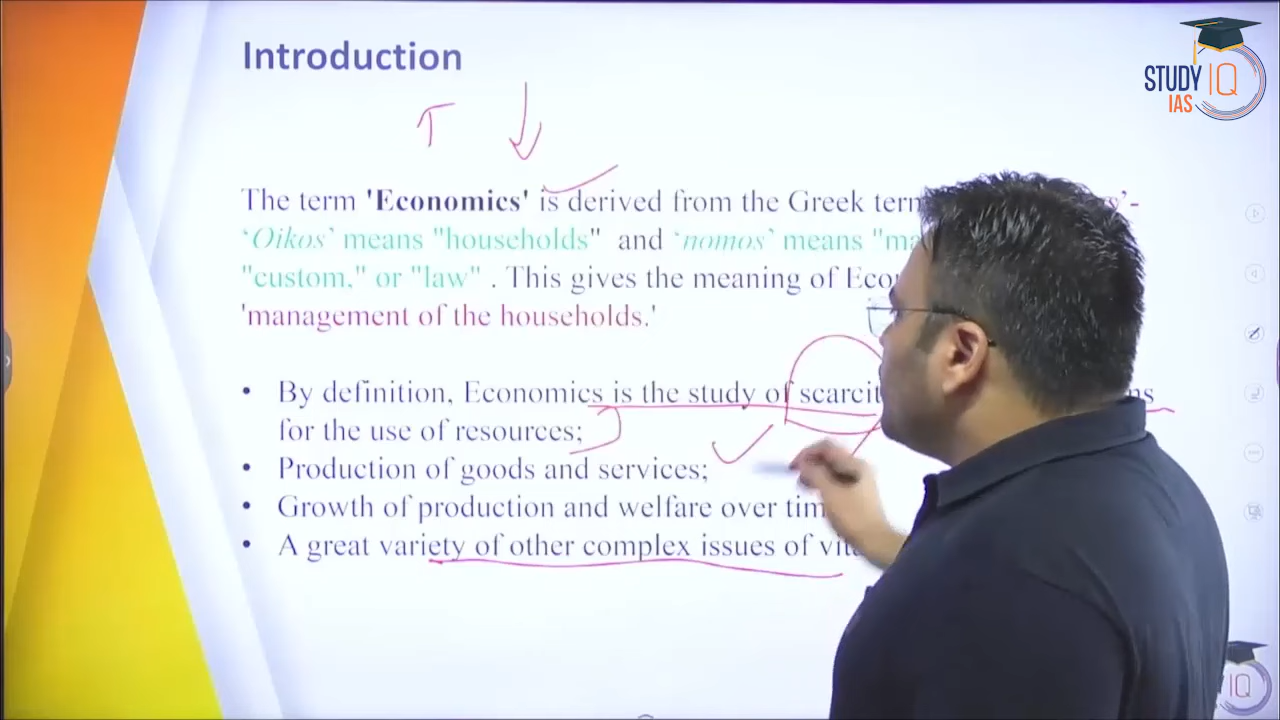 Introduction
STUDY IQ
IAS
The term 'Economics' is derived from the Greek term
'Oikos' means "households" and 'nomos' means
"custom," or "law" . This gives the meaning of
'management of the households.'
• By definition, Economics is the study of
for the use of resources;
• Production of goods and services;
• Growth of production and welfare over
• A great variety of other complex issues of
IQ